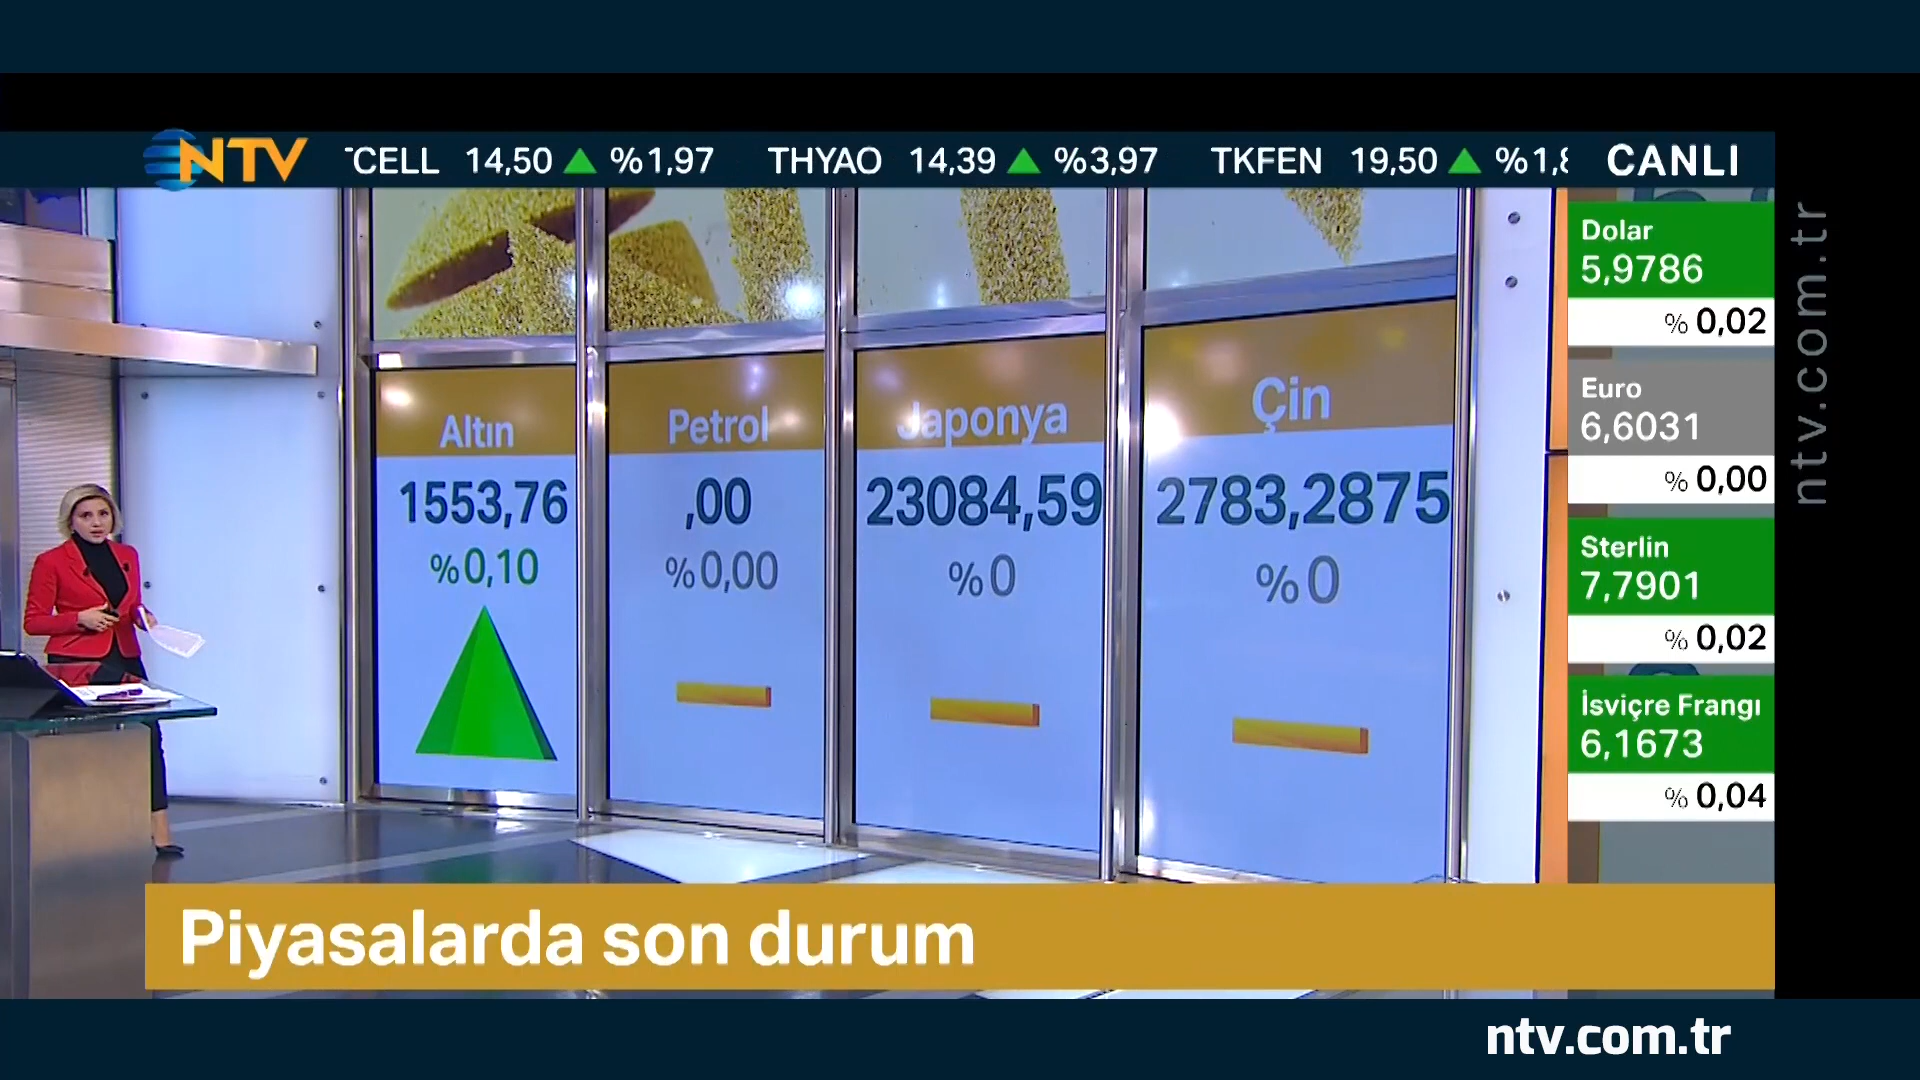 NTV
TCELL 14,50 %1,97 THYAO 14,39 %3,97 TKFEN 19,50
CANLI
Dolar
5,9786
% 0,02
Euro
6,6031
% 0,00
Sterlin
7,7901
% 0,02
İsviçre Frangı
6,1673
% 0,04
ntv.com.tr
Altın
1553,76
%0,10
Petrol
,00
%0,00
Japonya
23084,59
%0
Çin
2783,2875
%0
Piyasalarda son durum
ntv.com.tr